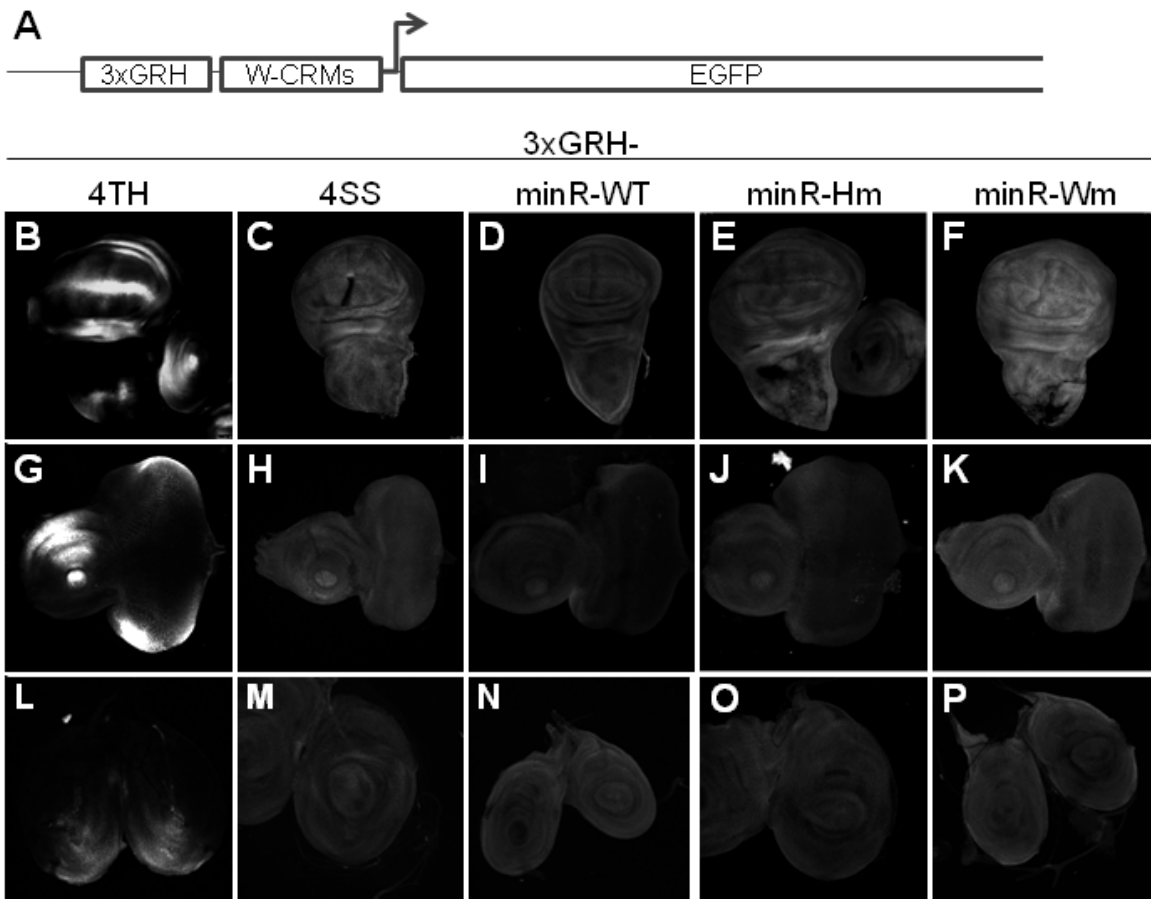 A
3xGRH W-CRMs EGFP
3xGRH-
4TH 4SS minR-WT minR-Hm minR-Wm
B C D E F
G H I J K
L M N O P